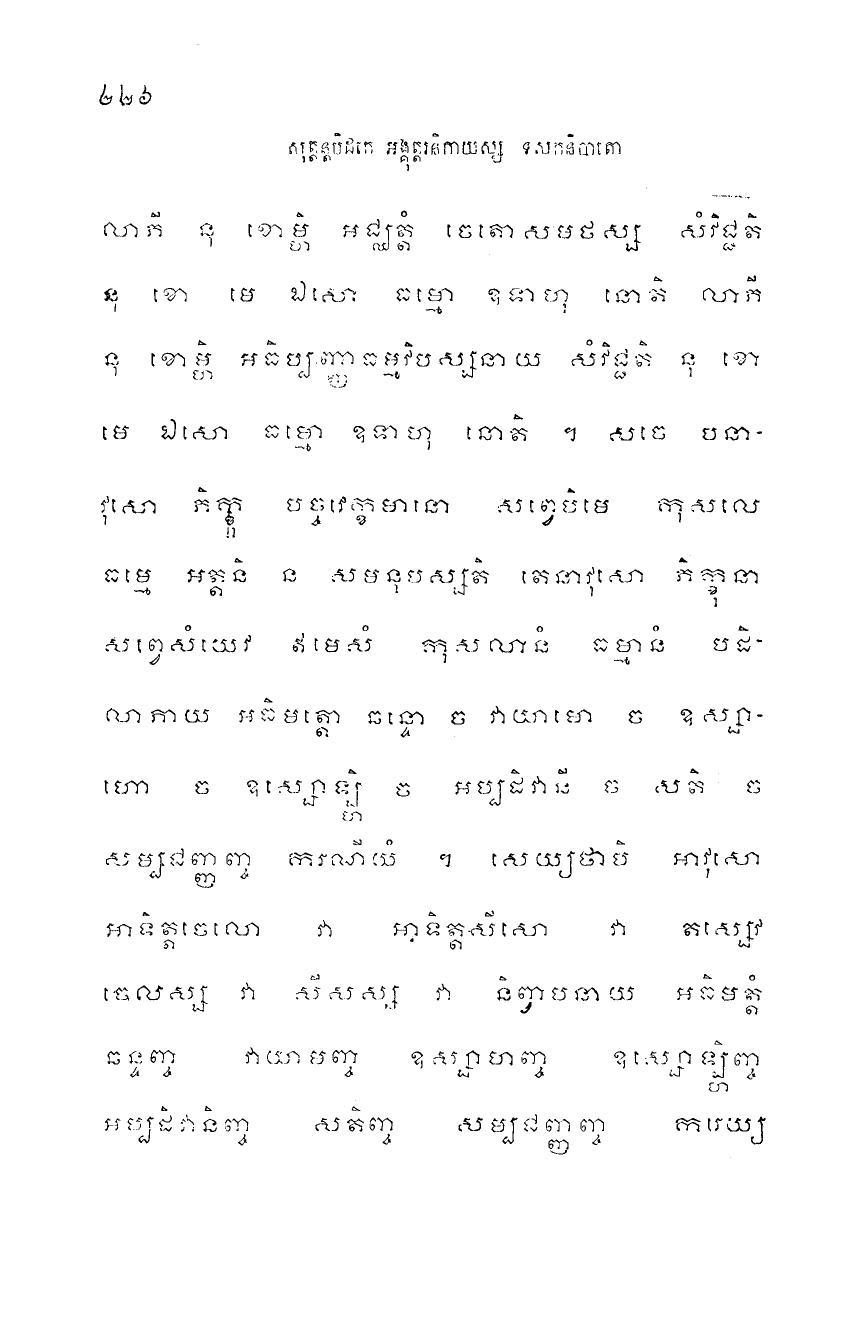 ២២៦
សុត្តន្តបិដកេ អង្គុត្តរនិកាយស្ស ទសកនិបាតោ
លាភី នុ ខោម្ហិ អជ្ឈត្តំ ចេតោសមថស្ស សំវិជ្ជតិ
នុ ខោ មេ ឯសោ ធម្មោ ឧទាហុ នោតិ លាភី
នុ ខោម្ហិ អធិប្បញ្ញាធម្មវិបស្សនាយ សំវិជ្ជតិ នុ ខោ
មេ ឯសោ ធម្មោ ឧទាហុ នោតិ ។ សចេ បនា-
វុសោ ភិក្ខុ បច្ចវេក្ខមានោ សព្វេបិមេ កុសលេ
ធម្មេ អត្តនិ ន សមនុបស្សតិ តេនាវុសោ ភិក្ខុនា
សព្វេសំយេវ ឥមេសំ កុសលានំ ធម្មានំ បដិ-
លាភាយ អធិមត្តោ ឆន្ទោ ច វាយាមោ ច ឧស្សា-
ហោ ច ឧស្សោឡ្ហិ ច អប្បដិវានី ច សតិ ច
សម្បជញ្ញញ្ច ករណីយំ ។ សេយ្យថាបិ អាវុសោ
អាទិត្តចេលោ វា អាទិត្តសីសោ វា តស្សេវ
ចេលស្ស វា សីសស្ស វា និព្វាបនាយ អធិមត្តំ
ឆន្ទញ្ច វាយាមញ្ច ឧស្សាហញ្ច ឧស្សោឡ្ហិញ្ច
អប្បដិវានិញ្ច សតិញ្ច សម្បជញ្ញញ្ច ករេយ្យ